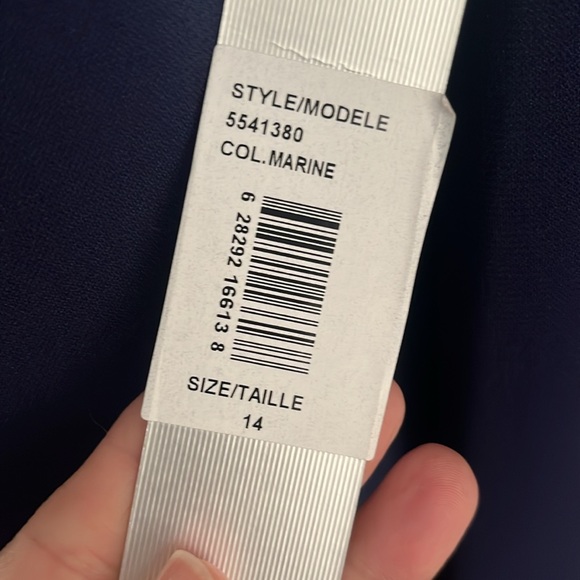 STYLE/MODELE
5541380
COL.MARINE
6 28292 16613 8
SIZE/TAILLE
14